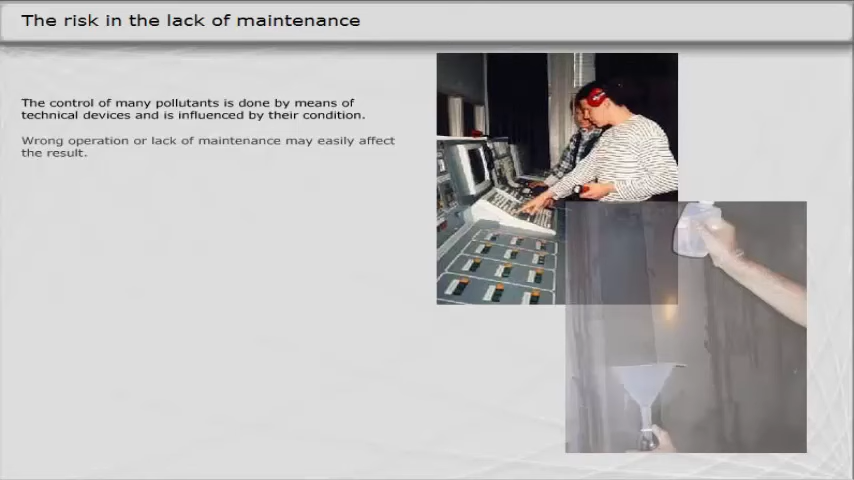 The risk in the lack of maintenance
The control of many pollutants is done by means of
technical devices and is influenced by their condition.
Wrong operation or lack of maintenance may easily affect
the result.